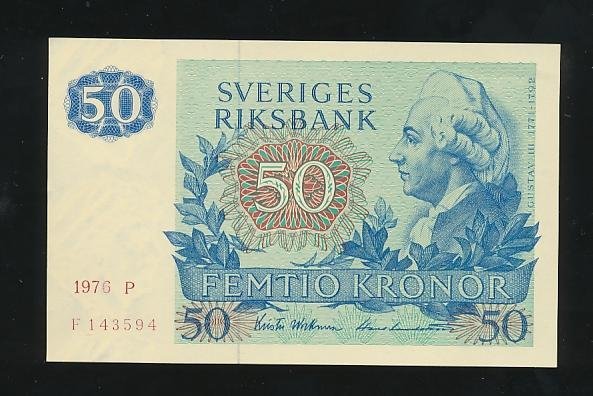 50
SVERIGES
RIKSBANK
50
GUSTAV III 1771-1792
FEMTIO KRONOR
1976 P
F 143594
50
50